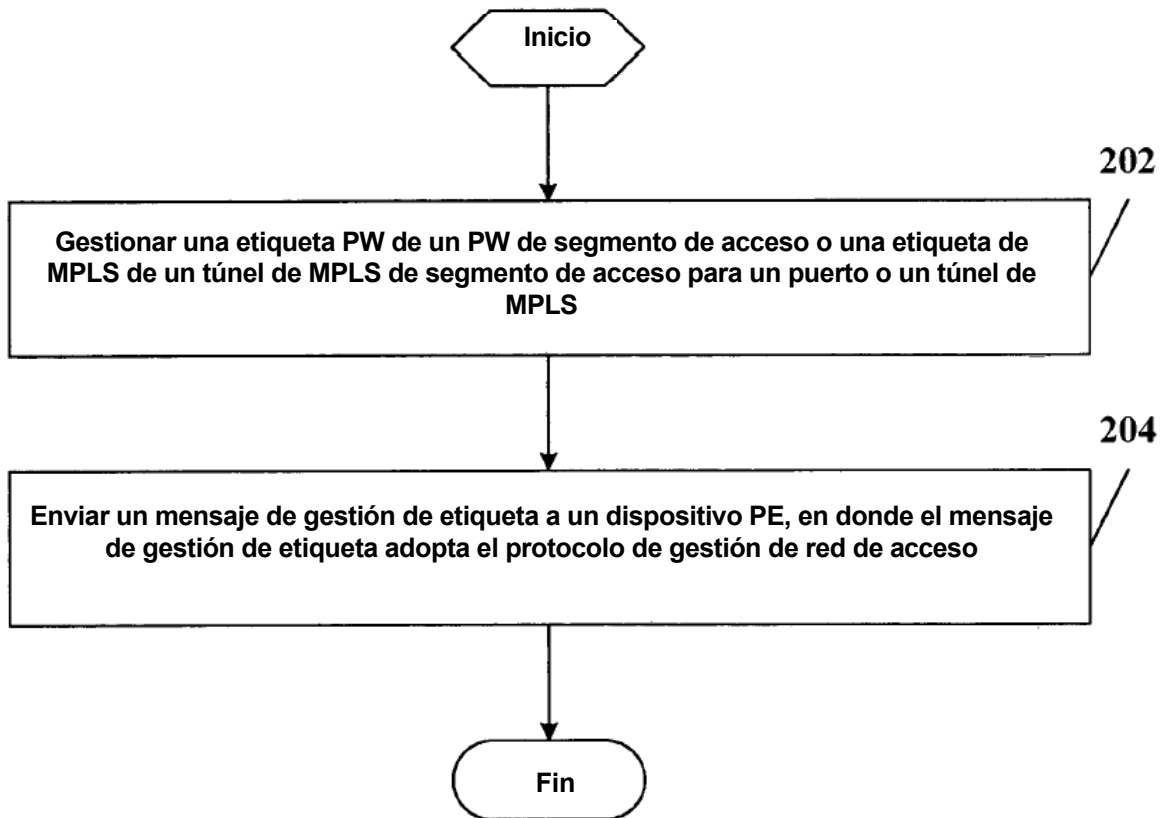 Inicio
202
Gestionar una etiqueta PW de un PW de segmento de acceso o una etiqueta de
MPLS de un túnel de MPLS de segmento de acceso para un puerto o un túnel de
MPLS
204
Enviar un mensaje de gestión de etiqueta a un dispositivo PE, en donde el mensaje
de gestión de etiqueta adopta el protocolo de gestión de red de acceso
Fin